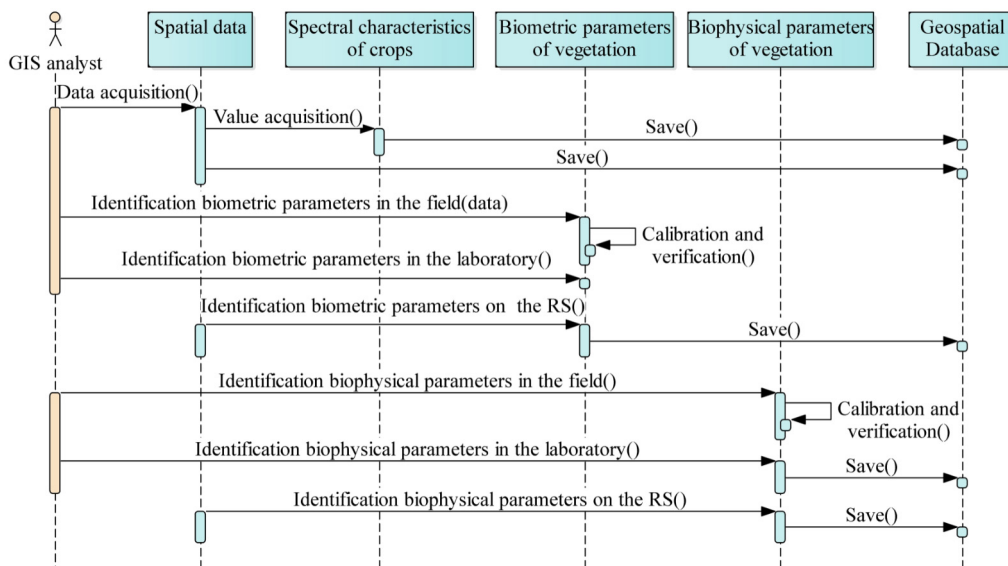 GIS analyst
Spatial data
Spectral characteristics
of crops
Biometric parameters
of vegetation
Biophysical parameters
of vegetation
Geospatial
Database
Data acquisition()
Value acquisition()
Save()
Save()
Identification biometric parameters in the field(data)
Calibration and
verification()
Identification biometric parameters in the laboratory()
Identification biometric parameters on the RS()
Save()
Identification biophysical parameters in the field()
Calibration and
verification()
Identification biophysical parameters in the laboratory()
Save()
Identification biophysical parameters on the RS()
Save()